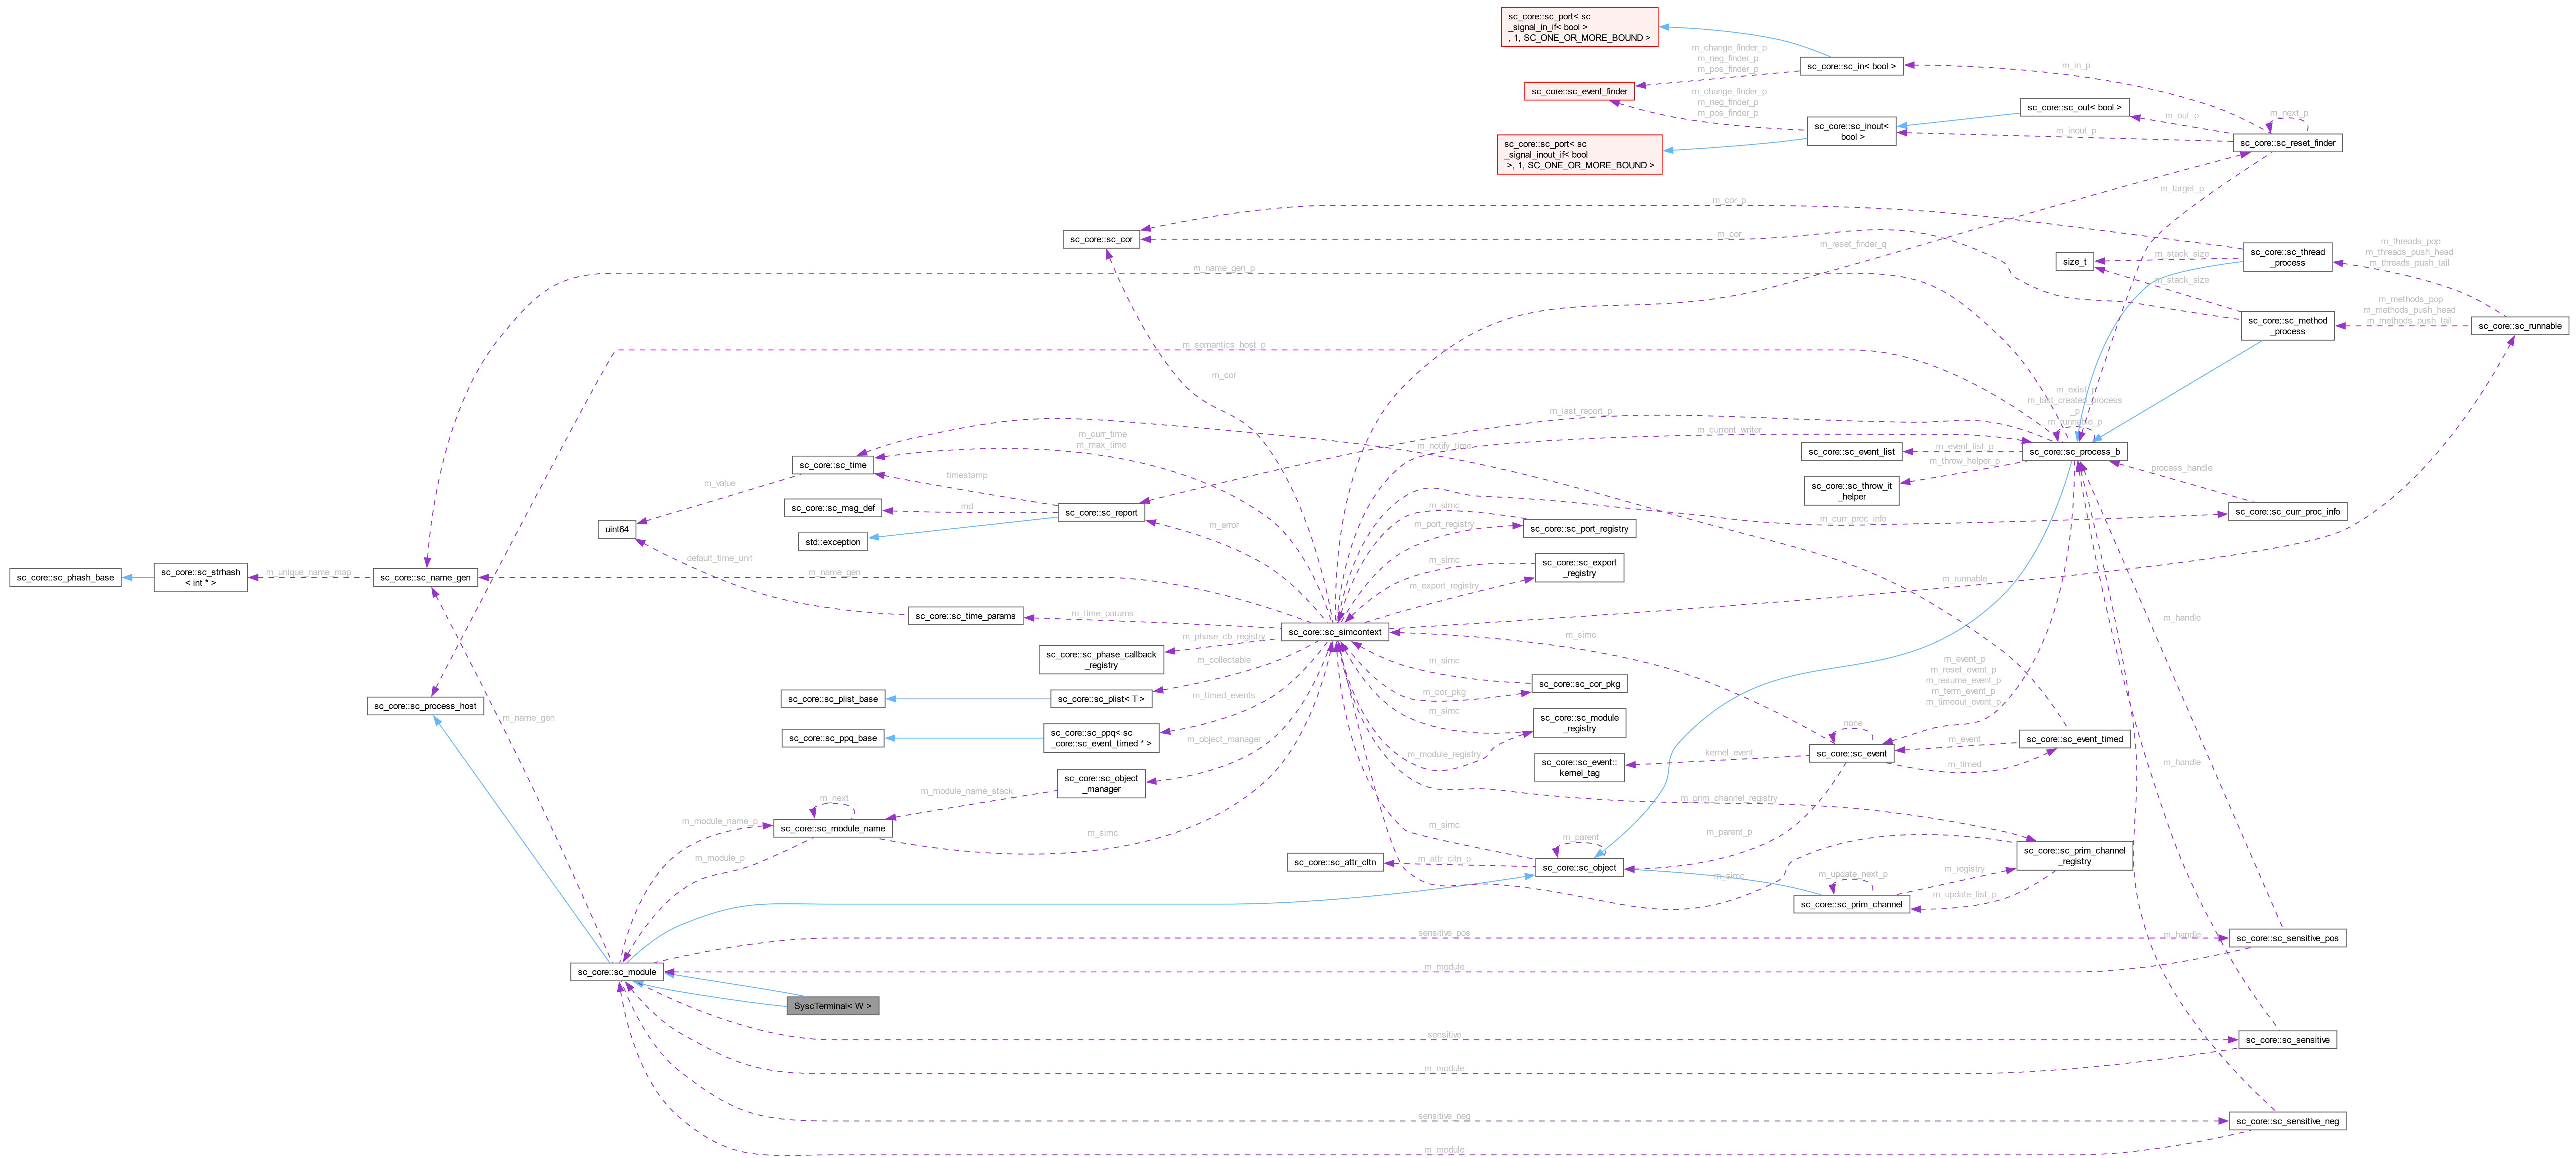 sc_core::sc_port< sc
_signal_in_if< bool >
, 1, SC_ONE_OR_MORE_BOUND >
m_change_finder_p
m_neg_finder_p
m_pos_finder_p
sc_core::sc_in< bool >
m_in_p
sc_core::sc_event_finder
m_change_finder_p
m_neg_finder_p
m_pos_finder_p
sc_core::sc_out< bool >
m_next_p
m_out_p
sc_core::sc_inout<
bool >
m_inout_p
sc_core::sc_reset_finder
sc_core::sc_port< sc
_signal_inout_if< bool
>, 1, SC_ONE_OR_MORE_BOUND >
m_target_p
m_cor_p
sc_core::sc_cor
m_cor
m_reset_finder_q
sc_core::sc_thread
_process
m_threads_pop
m_threads_push_head
m_threads_push_tail
size_t
m_stack_size
m_name_gen_p
m_stack_size
m_methods_pop
m_methods_push_head
m_methods_push_tail
sc_core::sc_method
_process
sc_core::sc_runnable
m_semantics_host_p
m_cor
m_exist_p
m_last_created_process
_p
m_runnable_p
m_last_report_p
m_curr_time
m_max_time
m_notify_time
m_current_writer
sc_core::sc_event_list
m_event_list_p
sc_core::sc_process_b
sc_core::sc_time
m_throw_helper_p
process_handle
m_value
timestamp
sc_core::sc_throw_it
_helper
sc_core::sc_msg_def
md
sc_core::sc_report
m_simc
m_curr_proc_info
sc_core::sc_curr_proc_info
uint64
m_error
m_port_registry
sc_core::sc_port_registry
std::exception
default_time_unit
m_simc
sc_core::sc_export
_registry
sc_core::sc_phash_base
sc_core::sc_strhash
< int * >
m_unique_name_map
sc_core::sc_name_gen
m_name_gen
m_export_registry
m_runnable
sc_core::sc_time_params
m_time_params
m_handle
sc_core::sc_simcontext
m_simc
m_phase_cb_registry
sc_core::sc_phase_callback
_registry
m_collectable
m_simc
m_event_p
m_reset_event_p
m_resume_event_p
m_term_event_p
m_timeout_event_p
sc_core::sc_cor_pkg
m_cor_pkg
sc_core::sc_plist_base
sc_core::sc_plist< T >
m_timed_events
sc_core::sc_process_host
m_name_gen
m_simc
sc_core::sc_module
_registry
none
sc_core::sc_ppq_base
sc_core::sc_ppq< sc
_core::sc_event_timed * >
m_object_manager
m_module_registry
kernel_event
sc_core::sc_event
m_event
sc_core::sc_event_timed
m_timed
m_handle
sc_core::sc_event::
kernel_tag
sc_core::sc_object
_manager
m_module_name_stack
m_next
m_prim_channel_registry
m_module_name_p
sc_core::sc_module_name
m_simc
m_simc
m_parent
m_parent_p
m_module_p
sc_core::sc_attr_cltn
m_attr_cltn_p
sc_core::sc_object
sc_core::sc_prim_channel
_registry
m_simc
m_update_next_p
m_registry
m_update_list_p
sc_core::sc_prim_channel
sensitive_pos
m_handle
sc_core::sc_sensitive_pos
sc_core::sc_module
m_module
SyscTerminal< W >
sensitive
sc_core::sc_sensitive
m_module
sensitive_neg
sc_core::sc_sensitive_neg
m_module